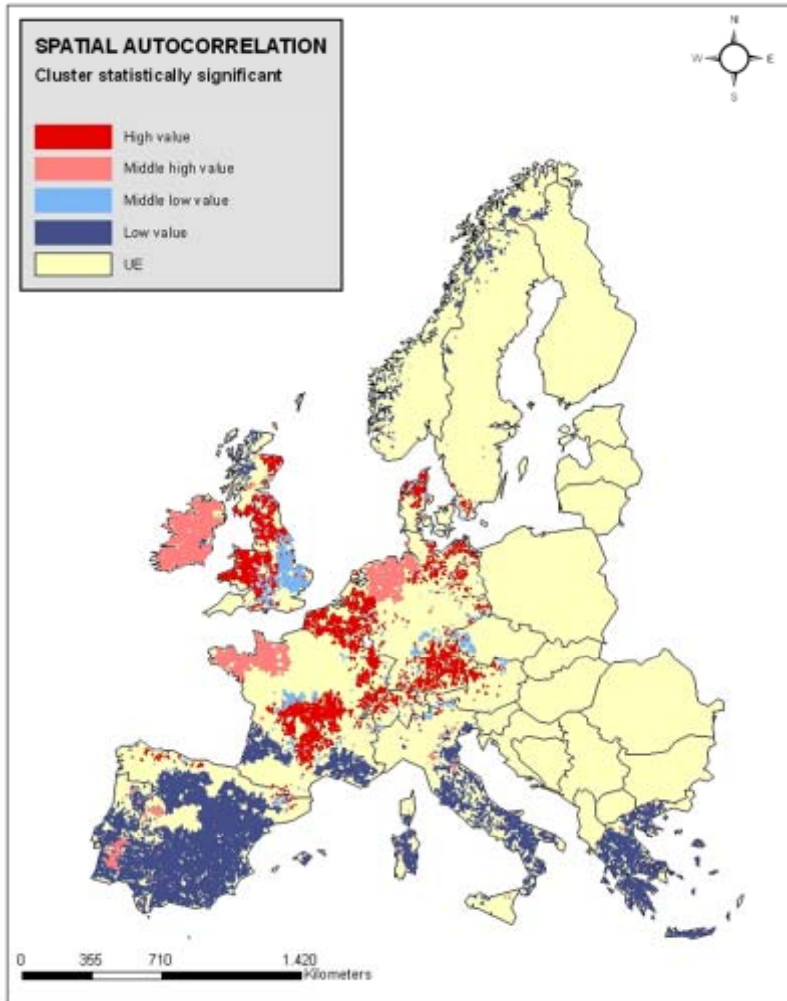 SPATIAL AUTOCORRELATION
Cluster statistically significant
High value
Middle high value
Middle low value
Low value
UE
N
W E
S
0 355 710 1.420
Kilometers